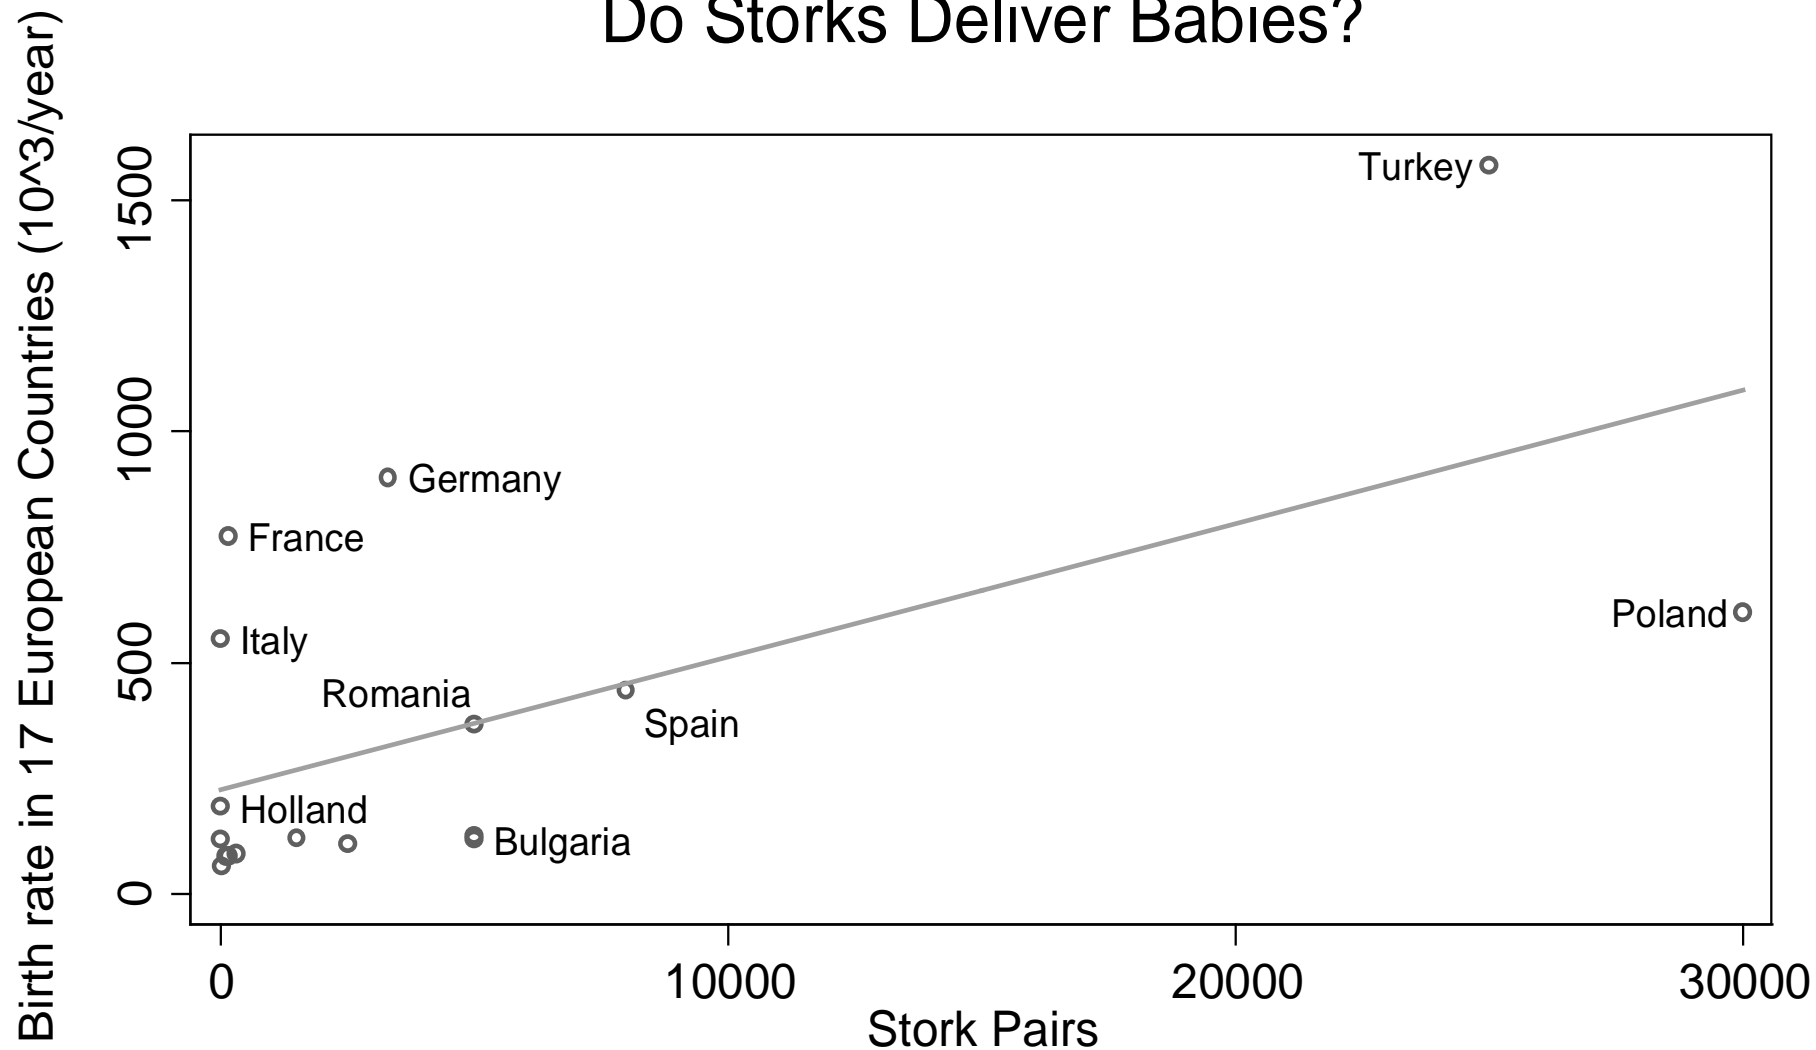 Do Storks Deliver Babies?
Birth rate in 17 European Countries (10^3/year)
1500
1000
500
0
Turkey
Germany
France
Poland
Italy
Romania
Spain
Holland
Bulgaria
0 10000 20000 30000
Stork Pairs